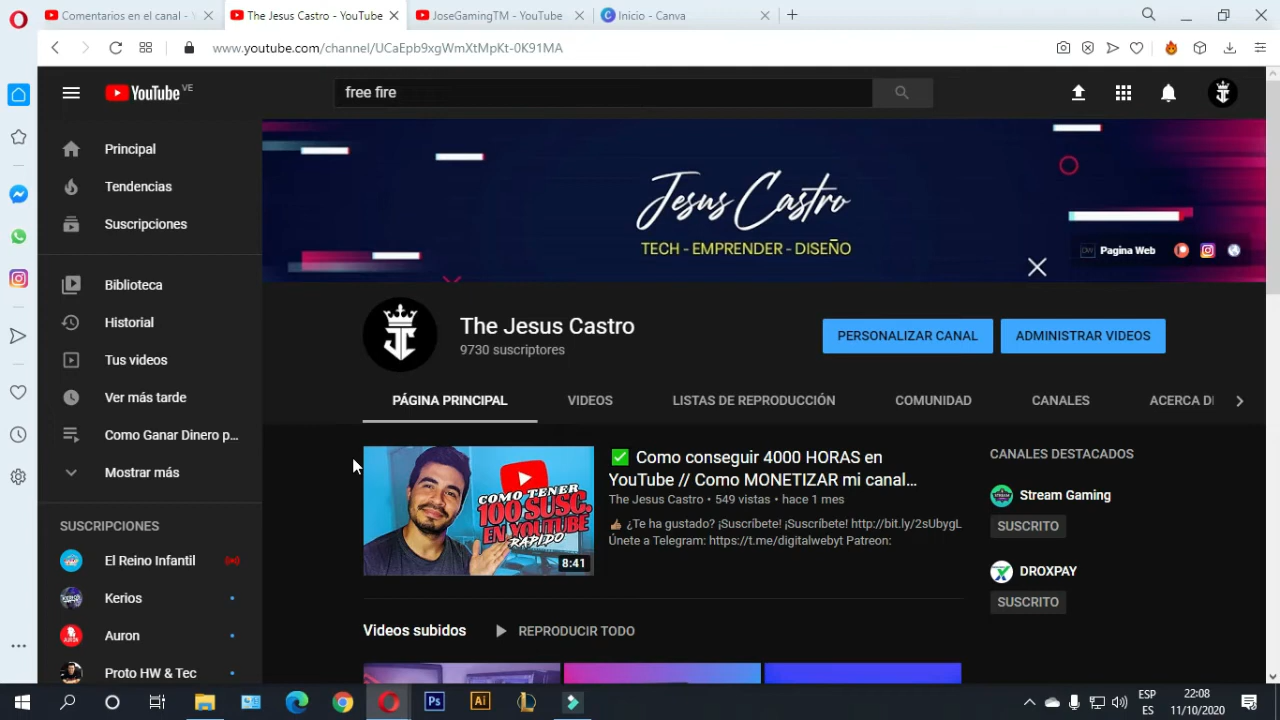 Comentarios en el canal -
The Jesus Castro - YouTube
JoseGamingTM - YouTube
Inicio - Canva
www.youtube.com/channel/UCaEpb9xgWmXtMpKt-0K91MA
YouTube VE
free fire
Principal
Tendencias
Suscripciones
Biblioteca
Historial
Tus videos
Ver más tarde
Como Ganar Dinero p...
Mostrar más
SUSCRIPCIONES
El Reino Infantil
Kerios
Auron
Proto HW & Tec
Jesus Castro
TECH - EMPRENDER - DISEÑO
Pagina Web
The Jesus Castro
9730 suscriptores
PERSONALIZAR CANAL
ADMINISTRAR VIDEOS
PÁGINA PRINCIPAL
VIDEOS
LISTAS DE REPRODUCCIÓN
COMUNIDAD
CANALES
ACERCA DE
COMO TENER
100 SUSC.
EN YOUTUBE
RAPIDO
8:41
✅ Como conseguir 4000 HORAS en
YouTube // Como MONETIZAR mi canal...
The Jesus Castro • 549 vistas • hace 1 mes
👍🏽 ¿Te ha gustado? ¡Suscríbete! ¡Suscríbete! http://bit.ly/2sUbygL
Únete a Telegram: https://t.me/digitalwebyt Patreon:
CANALES DESTACADOS
Stream Gaming
SUSCRITO
DROXPAY
SUSCRITO
Videos subidos
REPRODUCIR TODO
Ps
Ai
ESP
ES
22:08
11/10/2020